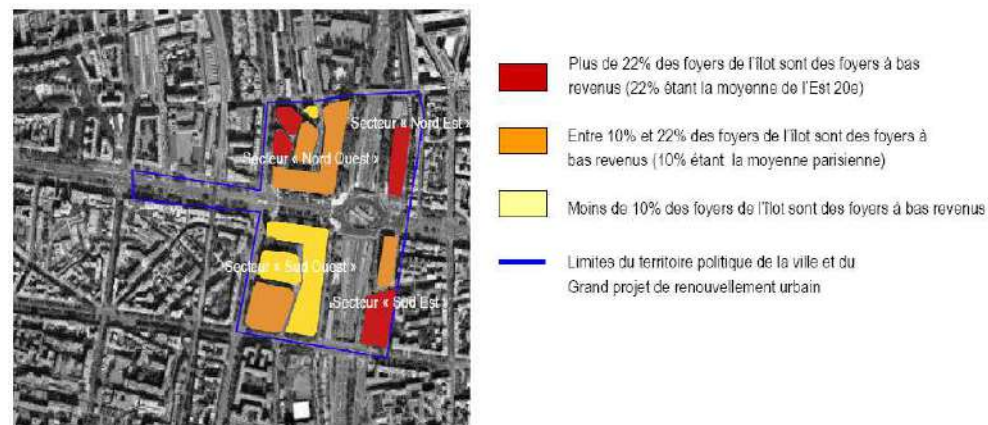 Secteur « Nord Est »
Secteur « Nord Ouest »
Secteur « Sud Ouest »
Secteur « Sud Est »
Plus de 22% des foyers de l'îlot sont des foyers à bas
revenus (22% étant la moyenne de l'Est 20e)
Entre 10% et 22% des foyers de l'îlot sont des foyers à
bas revenus (10% étant la moyenne parisienne)
Moins de 10% des foyers de l'îlot sont des foyers à bas revenus
Limites du territoire politique de la ville et du
Grand projet de renouvellement urbain